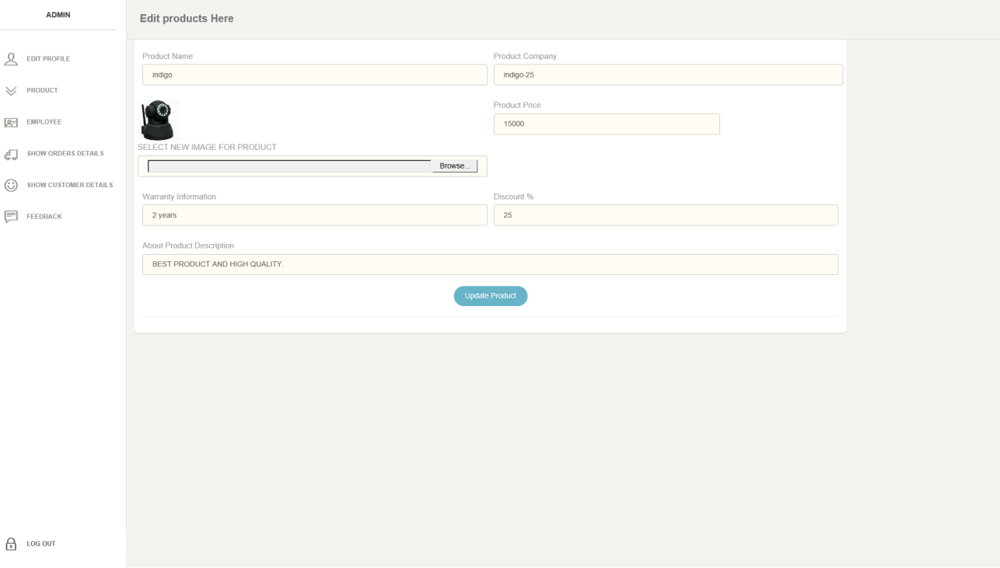 ADMIN
EDIT PROFILE
PRODUCT
EMPLOYEE
SHOW ORDERS DETAILS
SHOW CUSTOMER DETAILS
FEEDBACK
LOG OUT
Edit products Here
Product Name
indigo
Product Company
indigo-25
Product Price
15000
SELECT NEW IMAGE FOR PRODUCT
Browse...
Warranty Information
2 years
Discount %
25
About Product Description
BEST PRODUCT AND HIGH QUALITY.
Update Product